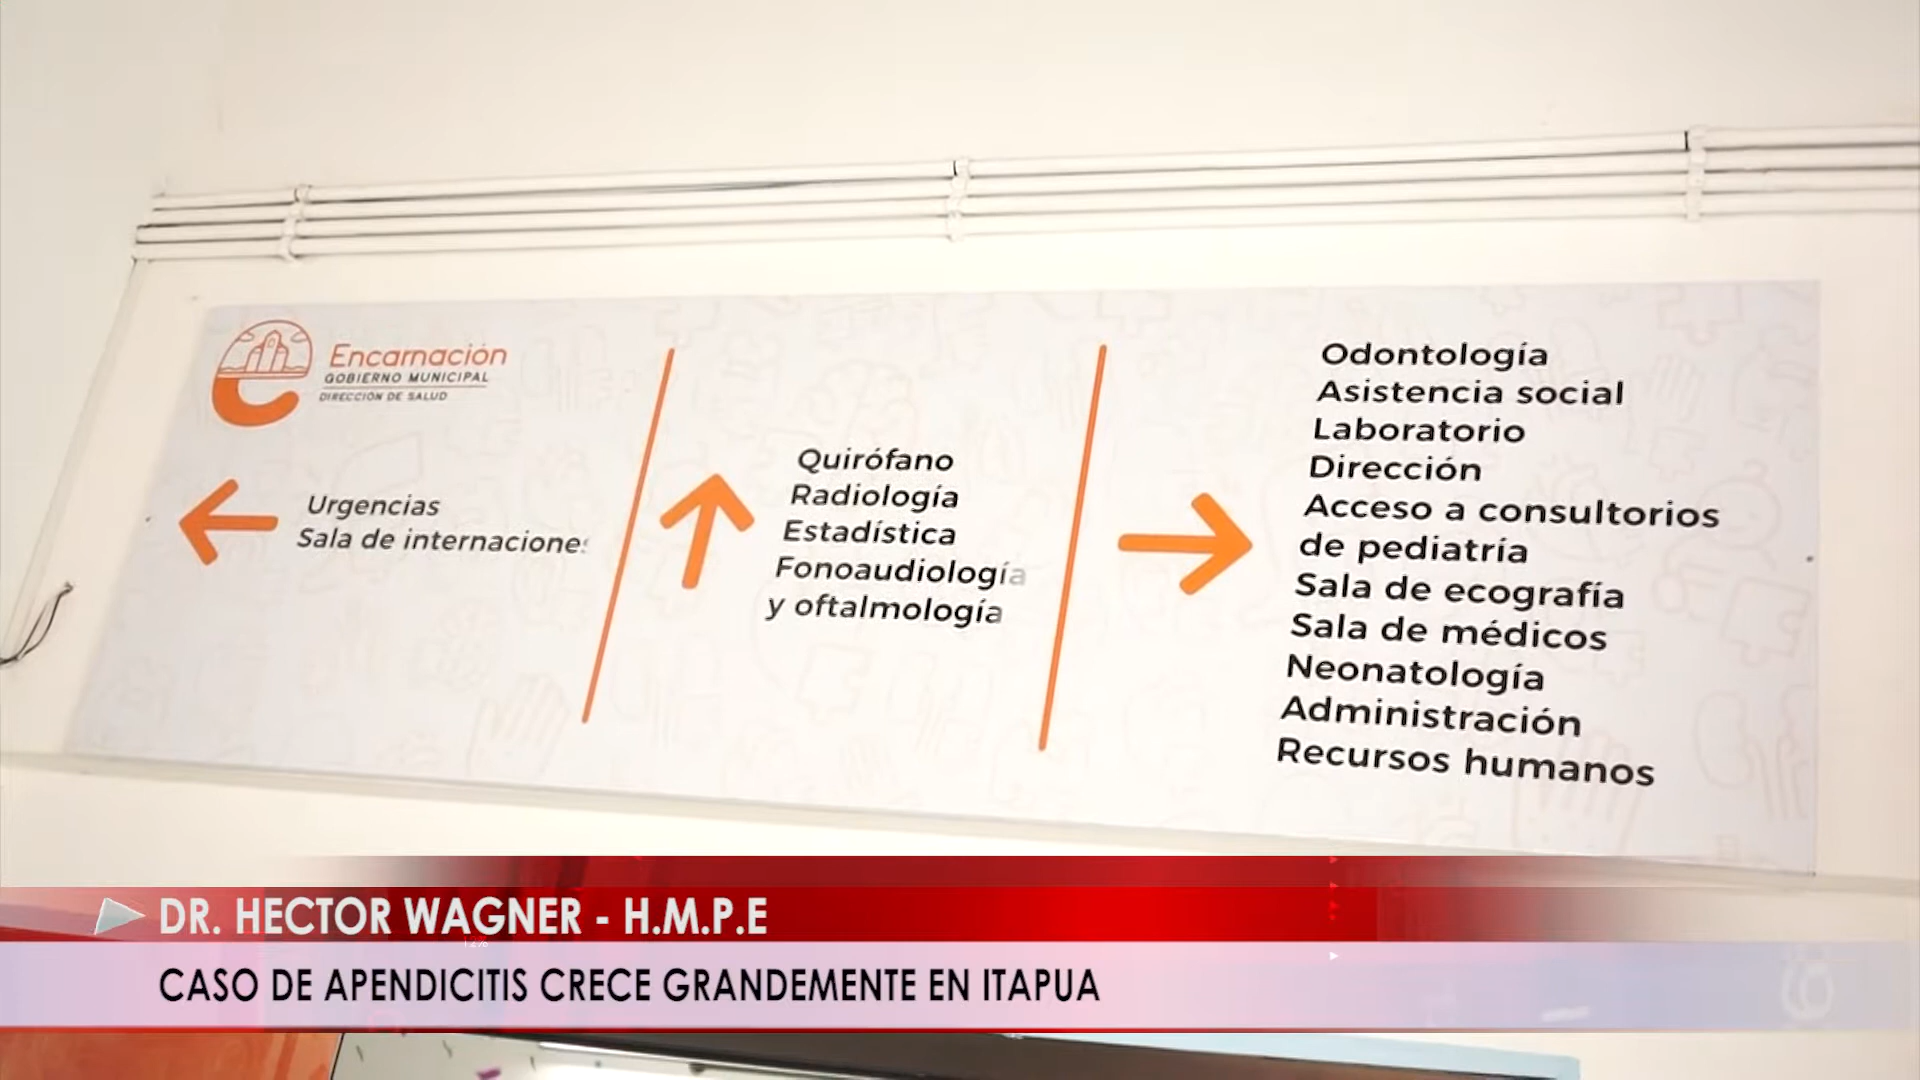 Encarnación
GOBIERNO MUNICIPAL
DIRECCIÓN DE SALUD
Urgencias
Sala de internaciones
Quirófano
Radiología
Estadística
Fonoaudiología
y oftalmología
Odontología
Asistencia social
Laboratorio
Dirección
Acceso a consultorios
de pediatría
Sala de ecografía
Sala de médicos
Neonatología
Administración
Recursos humanos
DR. HECTOR WAGNER - H.M.P.E
CASO DE APENDICITIS CRECE GRANDEMENTE EN ITAPUA